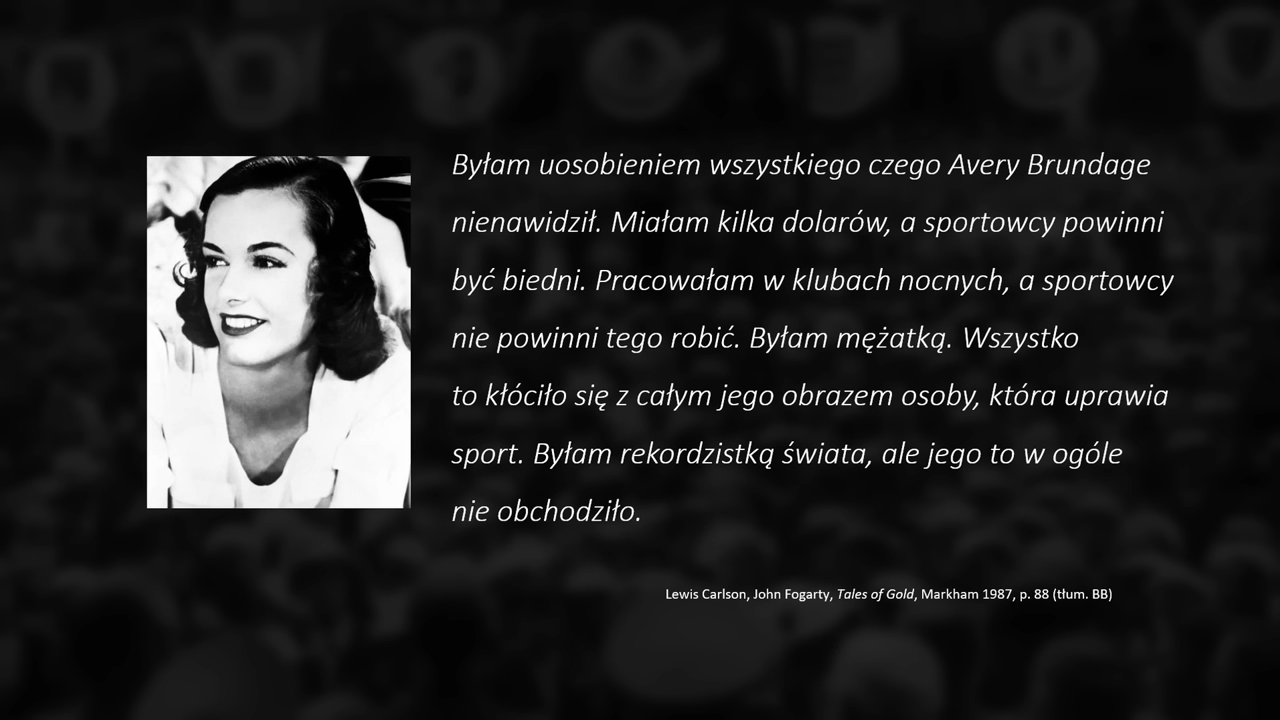 Byłam uosobieniem wszystkiego czego Avery Brundage
nienawidził. Miałam kilka dolarów, a sportowcy powinni
być biedni. Pracowałam w klubach nocnych, a sportowcy
nie powinni tego robić. Byłam mężatką. Wszystko
to kłóciło się z całym jego obrazem osoby, która uprawia
sport. Byłam rekordzistką świata, ale jego to w ogóle
nie obchodziło.
Lewis Carlson, John Fogarty, Tales of Gold, Markham 1987, p. 88 (tłum. BB)